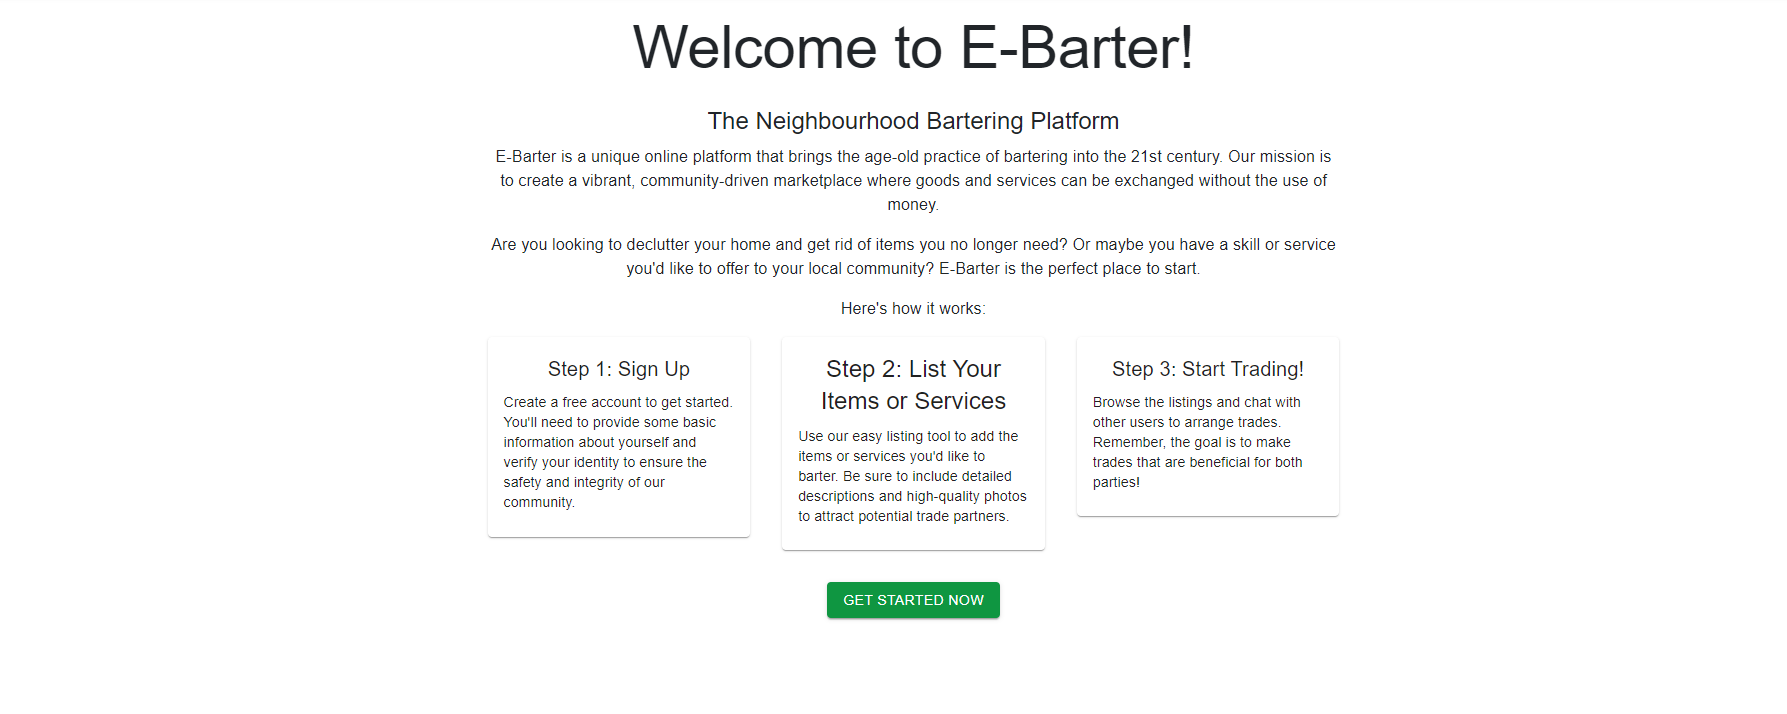 Welcome to E-Barter!
The Neighbourhood Bartering Platform
E-Barter is a unique online platform that brings the age-old practice of bartering into the 21st century. Our mission is
to create a vibrant, community-driven marketplace where goods and services can be exchanged without the use of
money.
Are you looking to declutter your home and get rid of items you no longer need? Or maybe you have a skill or service
you'd like to offer to your local community? E-Barter is the perfect place to start.
Here's how it works:
Step 1: Sign Up
Create a free account to get started.
You'll need to provide some basic
information about yourself and
verify your identity to ensure the
safety and integrity of our
community.
Step 2: List Your
Items or Services
Use our easy listing tool to add the
items or services you'd like to
barter. Be sure to include detailed
descriptions and high-quality photos
to attract potential trade partners.
Step 3: Start Trading!
Browse the listings and chat with
other users to arrange trades.
Remember, the goal is to make
trades that are beneficial for both
parties!
GET STARTED NOW